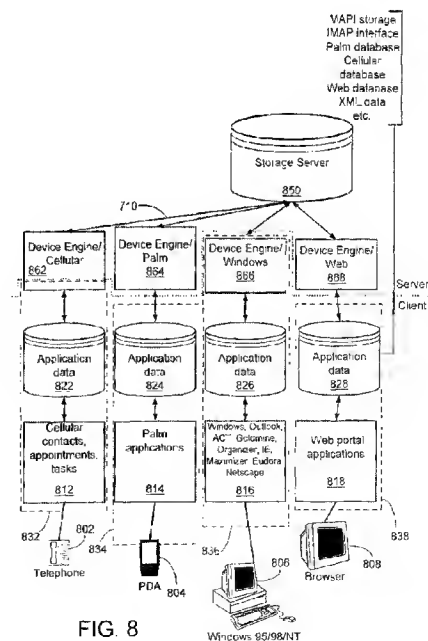 MAPI storage
IMAP interface
Palm database
Cellular
database
Web database
XML data
etc.
Storage Server
850
710
Device Engine/
Cellular
862
Device Engine/
Palm
864
Device Engine/
Windows
866
Device Engine/
Web
868
Server
Client
Application
data
822
Application
data
824
Application
data
826
Application
data
828
Cellular
contacts,
appointments,
tasks
812
Palm
applications
814
Windows, Outlook,
Goldmine,
Organizer, IE,
Maximizer Eudora
Netscape
816
Web portal
applications
818
832
802
Telephone
834
PDA
804
836
806
Windows 95/98/NT
Browser
808
838
FIG. 8